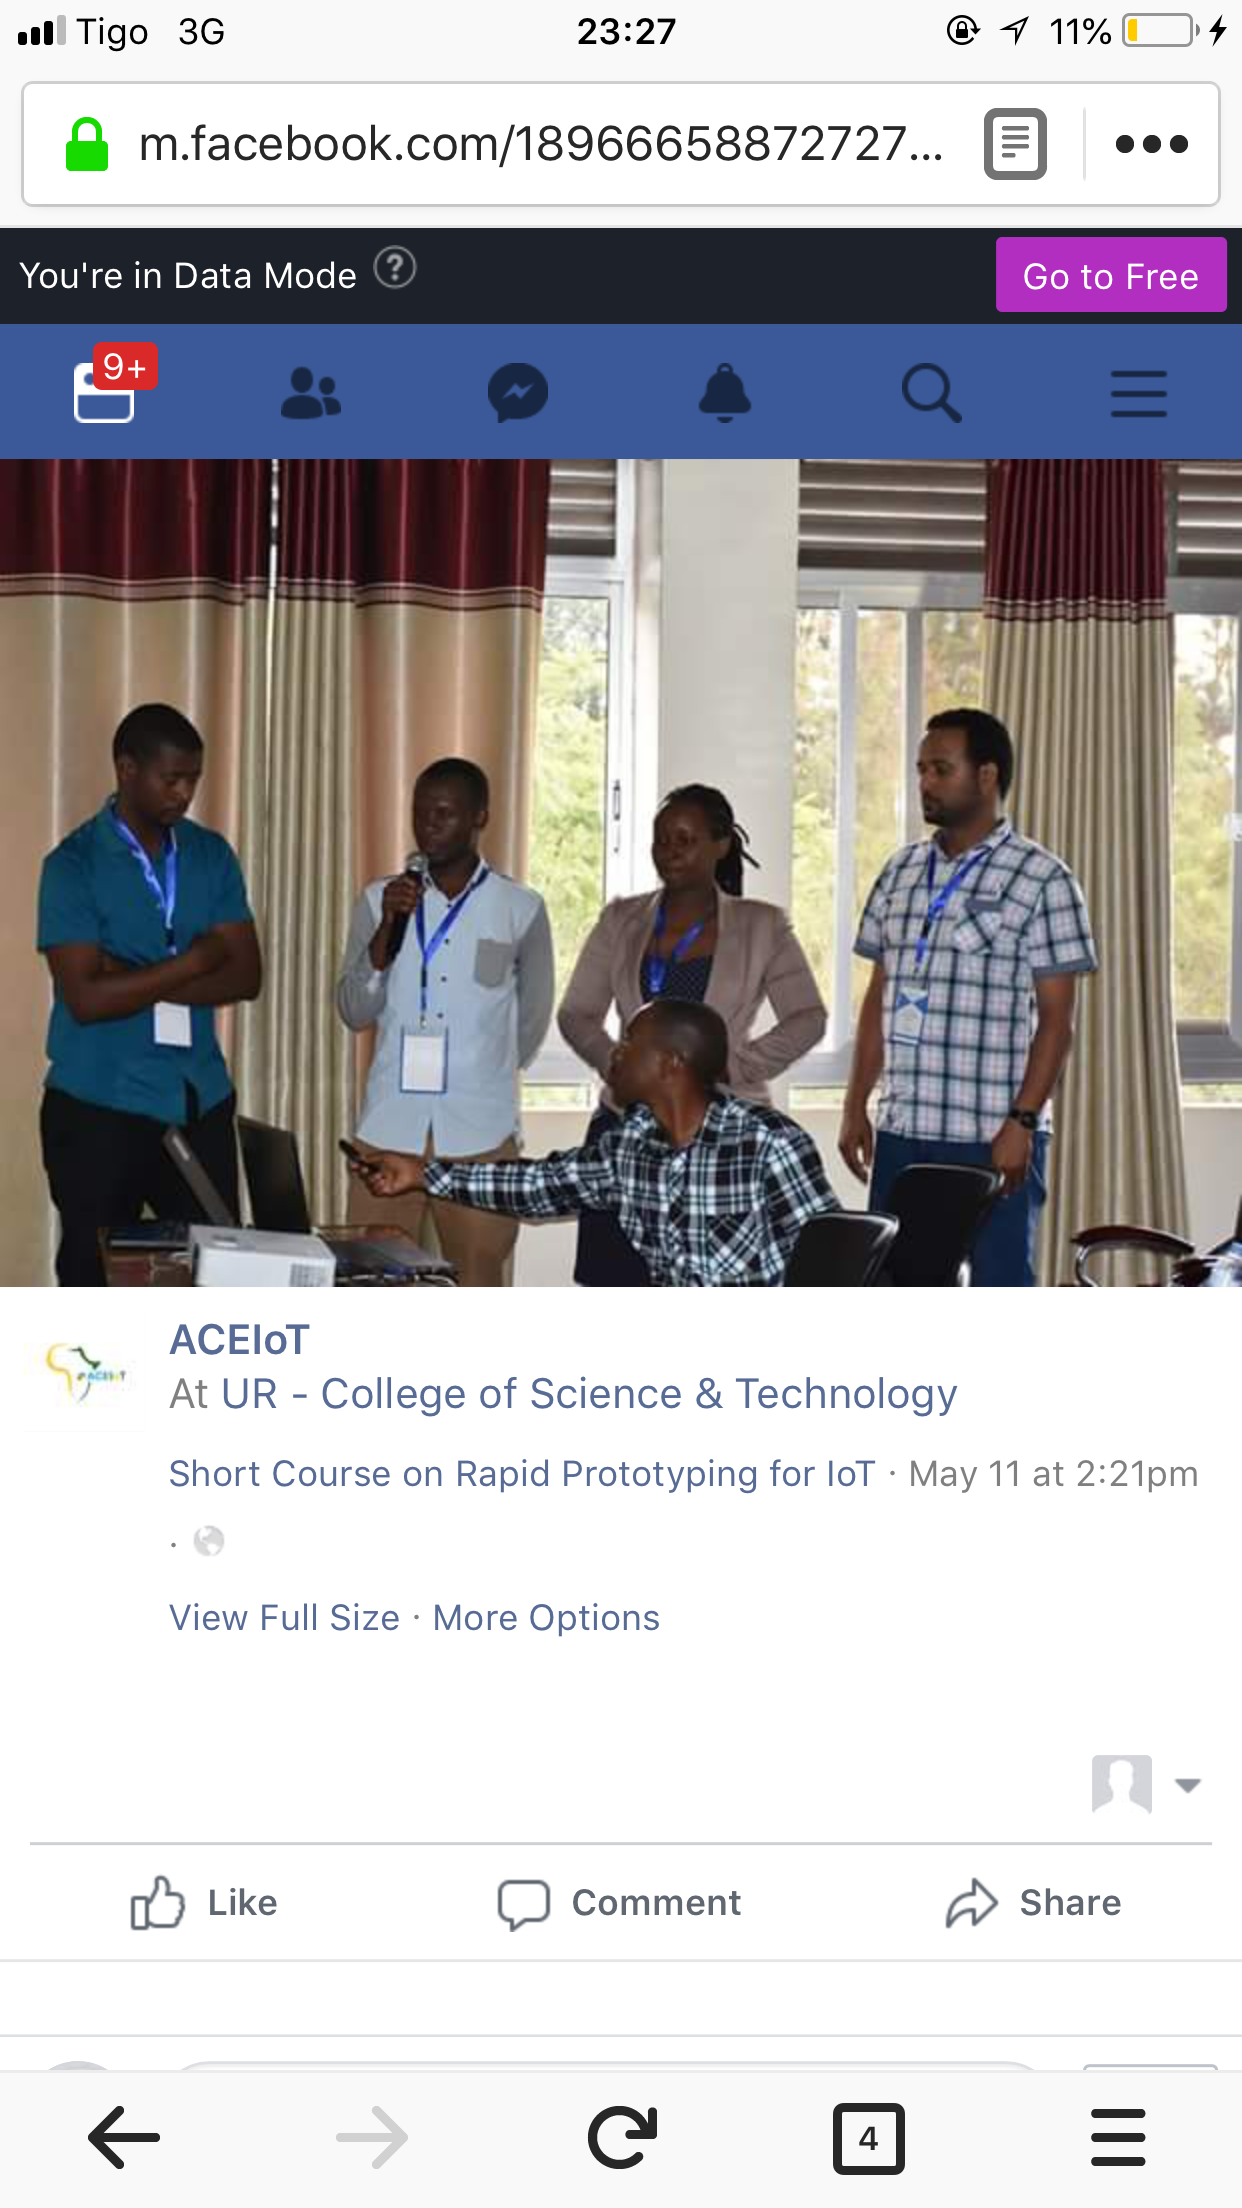 Tigo 3G 23:27 11%
m.facebook.com/18966658872727...
You're in Data Mode ? Go to Free
9+
ACEIoT
At UR - College of Science & Technology
Short Course on Rapid Prototyping for IoT · May 11 at 2:21pm
·
View Full Size · More Options
Like Comment Share
4